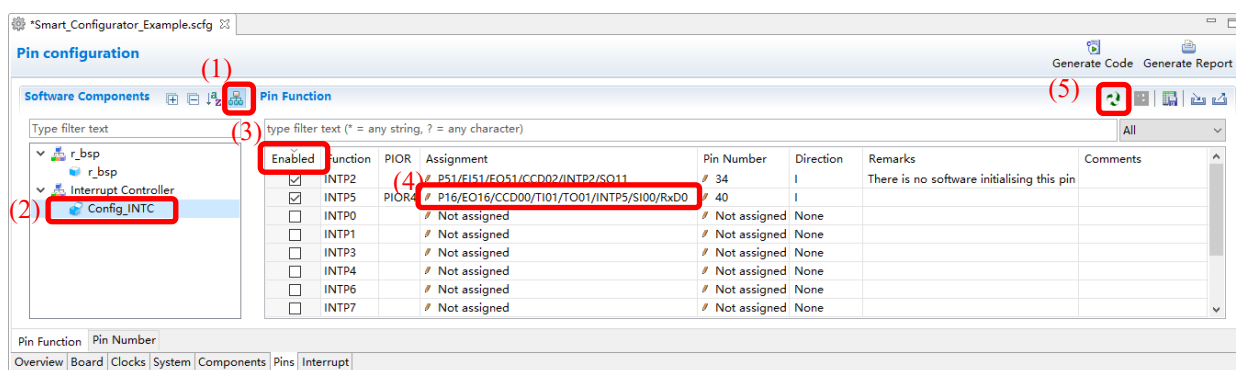 *Smart_Configurator_Example.scfg
Pin configuration
Generate Code Generate Report
(1)
(5)
Software Components
Pin Function
Type filter text
(3)
type filter text (* = any string, ? = any character)
All
Enabled Function PIOR Assignment Pin Number Direction Remarks Comments
r_bsp
r_bsp
Interrupt Controller
(2)
Config_INTC
INTP2 P51/EI51/EO51/CCD02/INTP2/SO11 34 I There is no software initialising this pin
(4)
INTP5 PIOR4 P16/EO16/CCD00/TI01/TO01/INTP5/SI00/RxD0 40 I
INTP0 Not assigned Not assigned None
INTP1 Not assigned Not assigned None
INTP3 Not assigned Not assigned None
INTP4 Not assigned Not assigned None
INTP6 Not assigned Not assigned None
INTP7 Not assigned Not assigned None
Pin Function Pin Number
Overview Board Clocks System Components Pins Interrupt